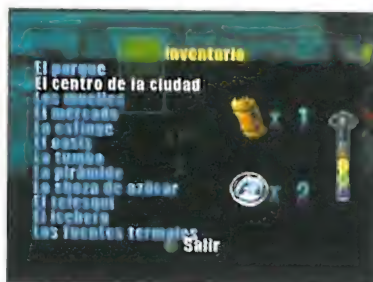 Inventario
El parque
El centro de la ciudad
Los muelles
El mercado
La esfinge
El oasis
La tumba
La pirámide
La choza de azúcar
El telesquí
El iceberg
Las fuentes termales
x 1
x 2
Salir